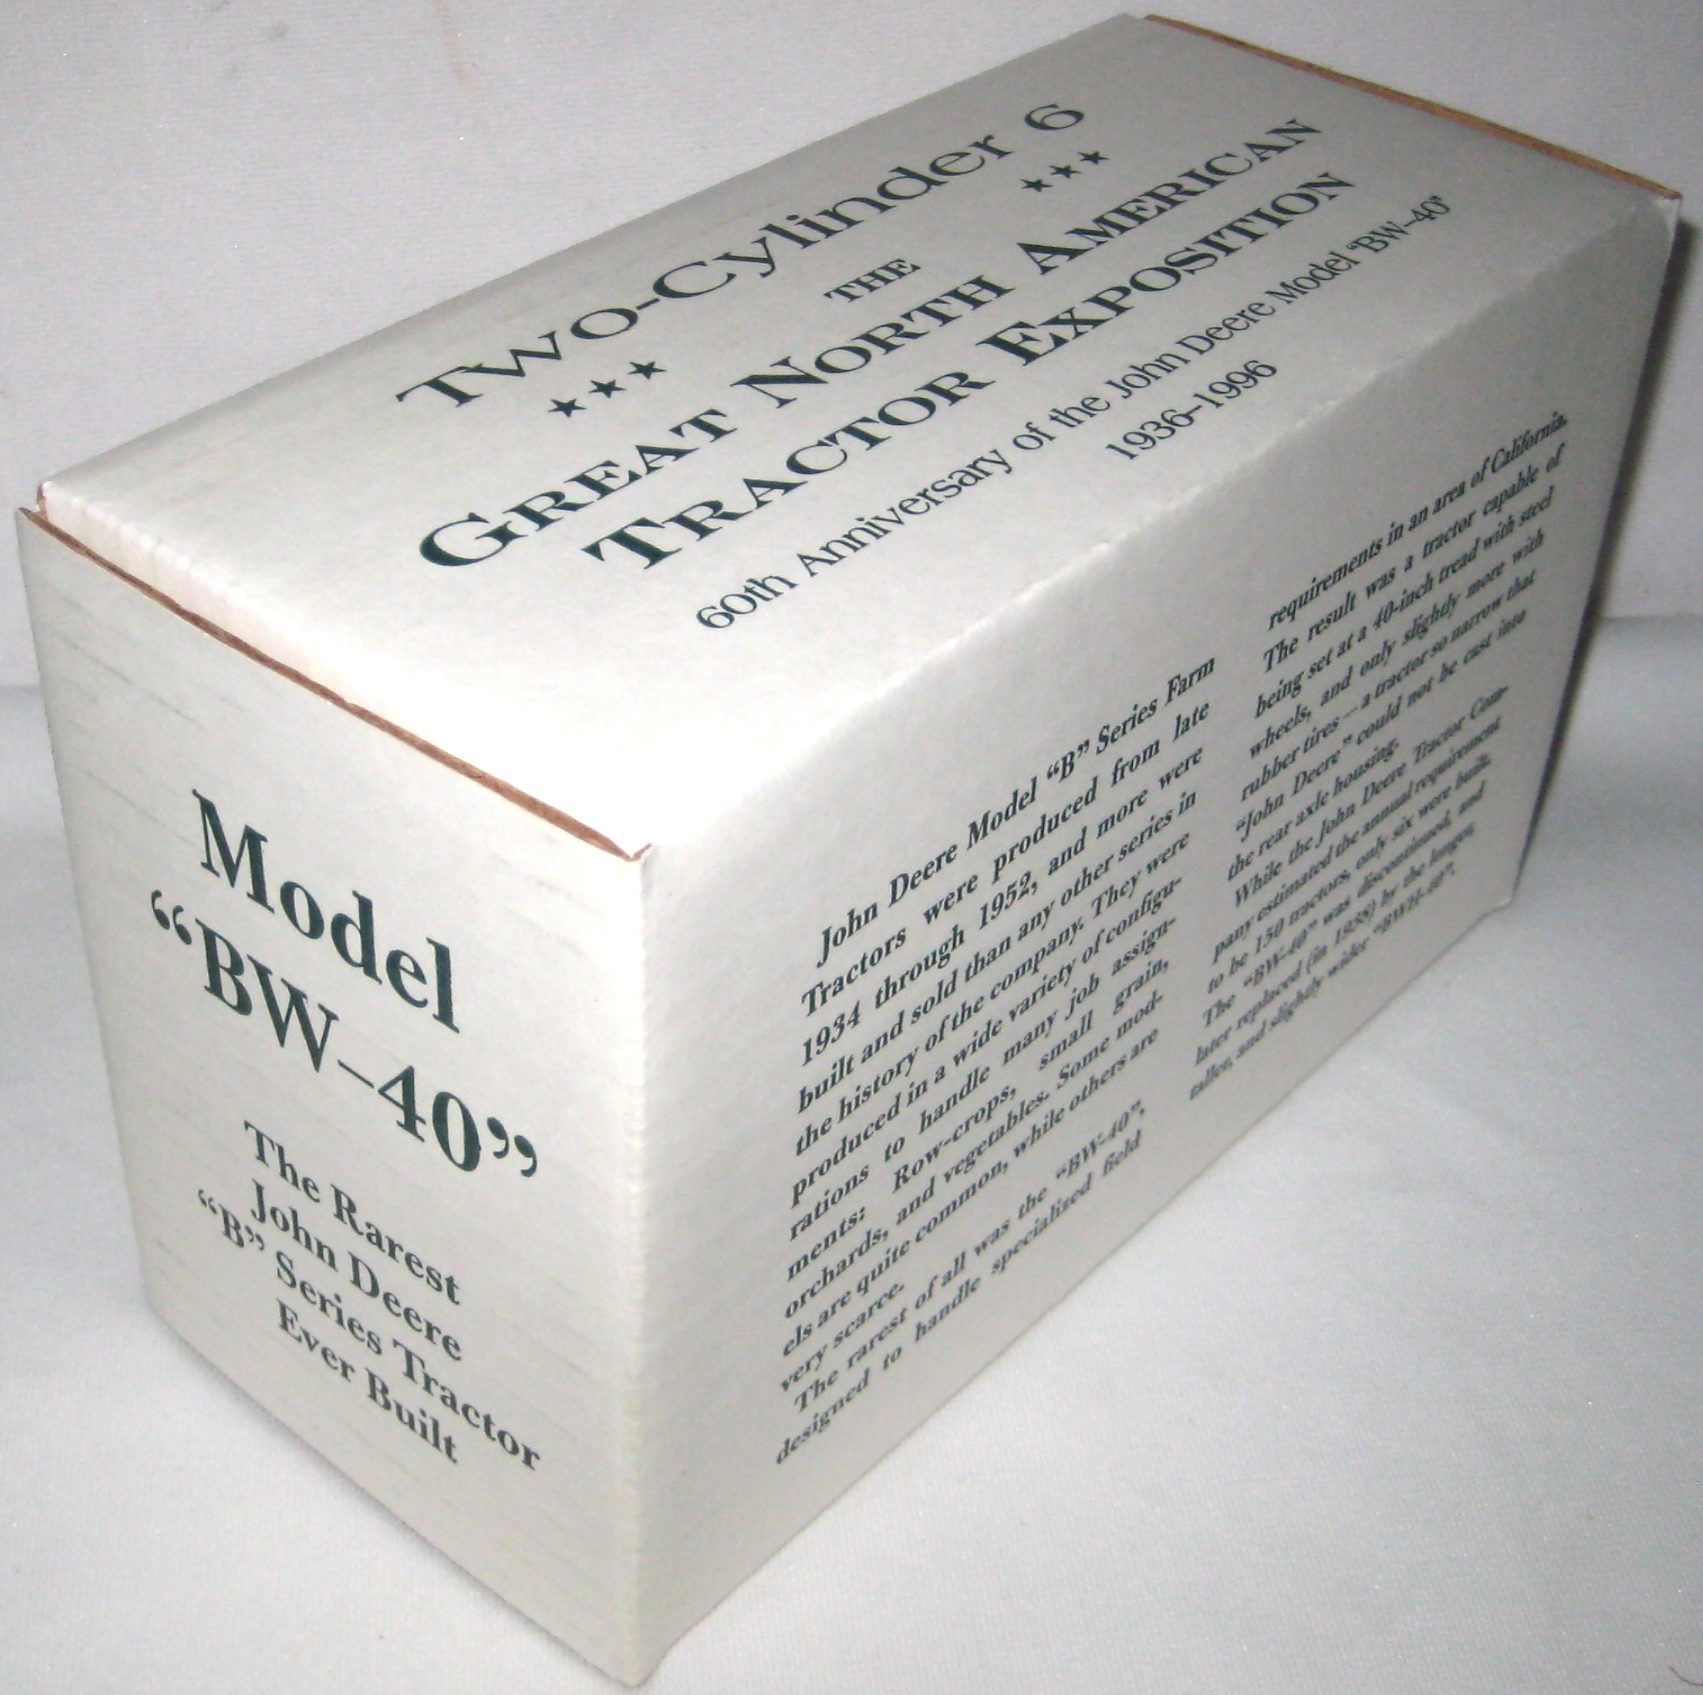 Two-Cylinder 6
★★★ THE ★★★
GREAT NORTH AMERICAN
TRACTOR EXPOSITION
60th Anniversary of the John Deere Model "BW-40"
1936-1996
Model
“BW-40”
The Rarest
John Deere
“B” Series Tractor
Ever Built
John Deere Model “B” Series Farm
Tractors were produced from late
1934 through 1952, and more were
built and sold than any other series in
the history of the company. They were
produced in a wide variety of configu-
rations to handle many job assign-
ments: Row-crops, small grain,
orchards, and vegetables. Some mod-
els are quite common, while others are
very scarce.
The rarest of all was the “BW-40”,
designed to handle specialized field
requirements in an area of California.
The result was a tractor capable of
being set at a 40-inch tread with steel
wheels, and only slightly more with
rubber tires — a tractor so narrow that
“John Deere” could not be cast into
the rear axle housing.
While the John Deere Tractor Com-
pany estimated the annual requirement
to be 150 tractors, only six were built.
The “BW-40” was discontinued, and
later replaced (in 1938) by the longer,
taller, and slightly wider “BWH-40”.